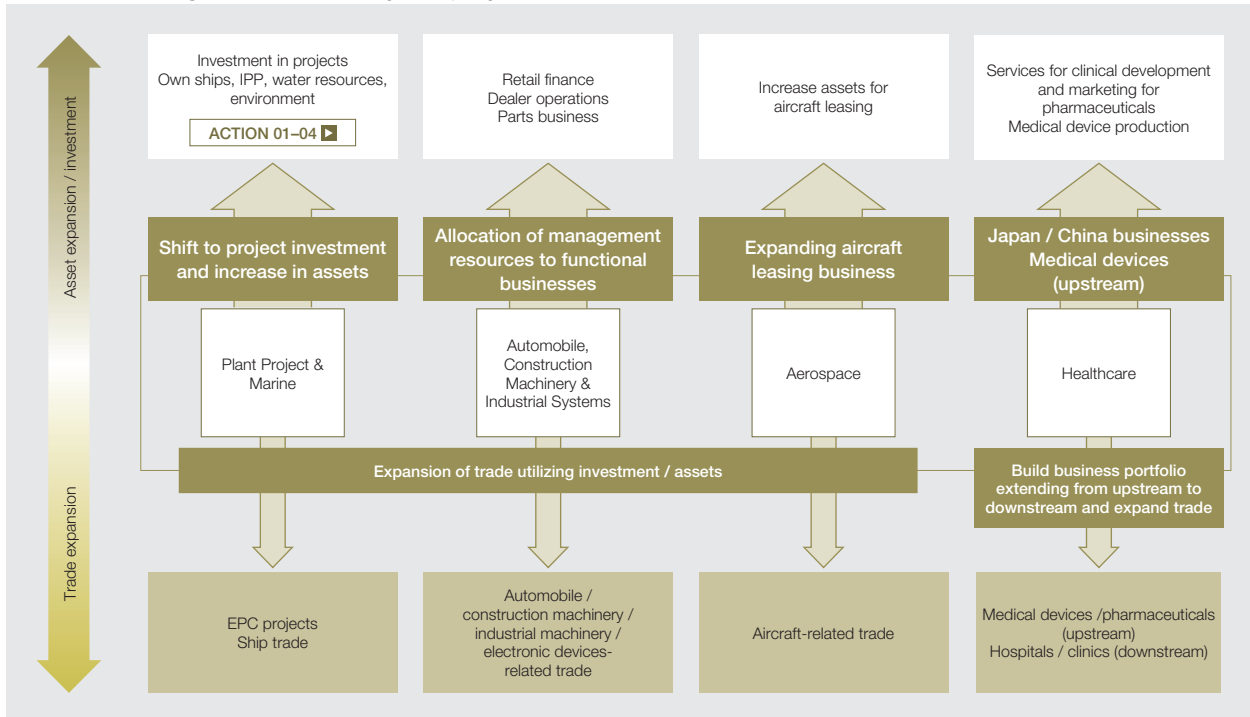 Asset expansion / investment
Trade expansion
Investment in projects
Own ships, IPP, water resources,
environment
ACTION 01–04
Retail finance
Dealer operations
Parts business
Increase assets for
aircraft leasing
Services for clinical development
and marketing for
pharmaceuticals
Medical device production
Shift to project investment
and increase in assets
Allocation of management
resources to functional
businesses
Expanding aircraft
leasing business
Japan / China businesses
Medical devices
(upstream)
Plant Project &
Marine
Automobile,
Construction
Machinery &
Industrial Systems
Aerospace
Healthcare
Expansion of trade utilizing investment / assets
Build business portfolio
extending from upstream to
downstream and expand trade
EPC projects
Ship trade
Automobile /
construction machinery /
industrial machinery /
electronic devices-
related trade
Aircraft-related trade
Medical devices /pharmaceuticals
(upstream)
Hospitals / clinics (downstream)